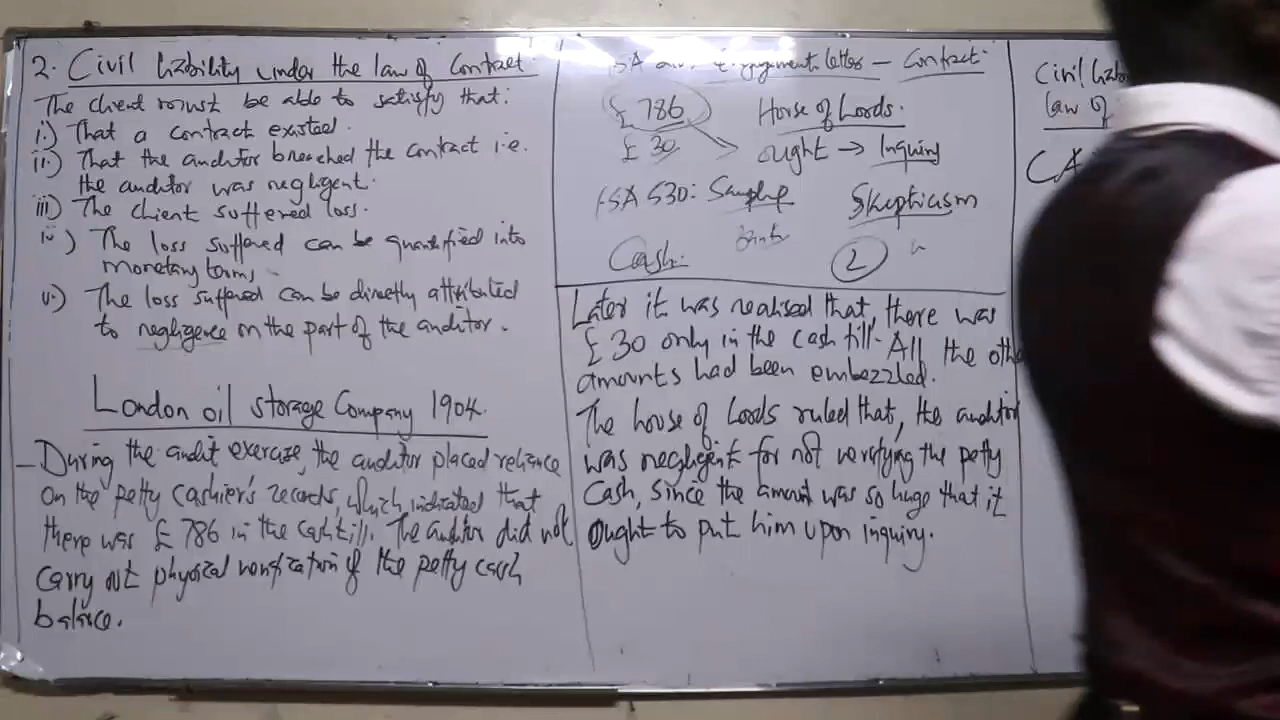 2. Civil liability under the law of Contract.
The client must be able to satisfy that:
i.) That a contract existed.
ii.) That the auditor breached the contract i.e.
the auditor was negligent.
iii) The client suffered loss.
iv) The loss suffered can be quantified into
monetary terms.
v.) The loss suffered can be directly attributed
to negligence on the part of the auditor.
London oil storage Company 1904.
- During the audit exercise, the auditor placed reliance
on the petty cashier's records, which indicated that
there was £ 786 in the cash till. The auditor did not
carry out physical verification of the petty cash
balance.
Engagement letter - Contract.
£ 786 House of Lords.
£ 30 ought → Inquiry
ISA 530: Skepticism
Cash. 2
Later it was realised that, there was
£ 30 only in the cash till. All the othe
amounts had been embezzled.
The house of Lords ruled that, the auditor
was negligent for not verifying the petty
Cash, since the amount was so huge that it
ought to put him upon inquiry.
Civil liab
law of
CA